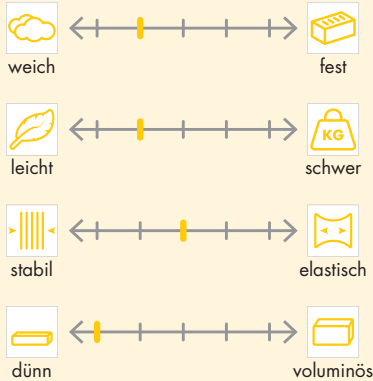 weich fest
KG
leicht schwer
stabil elastisch
dünn voluminös